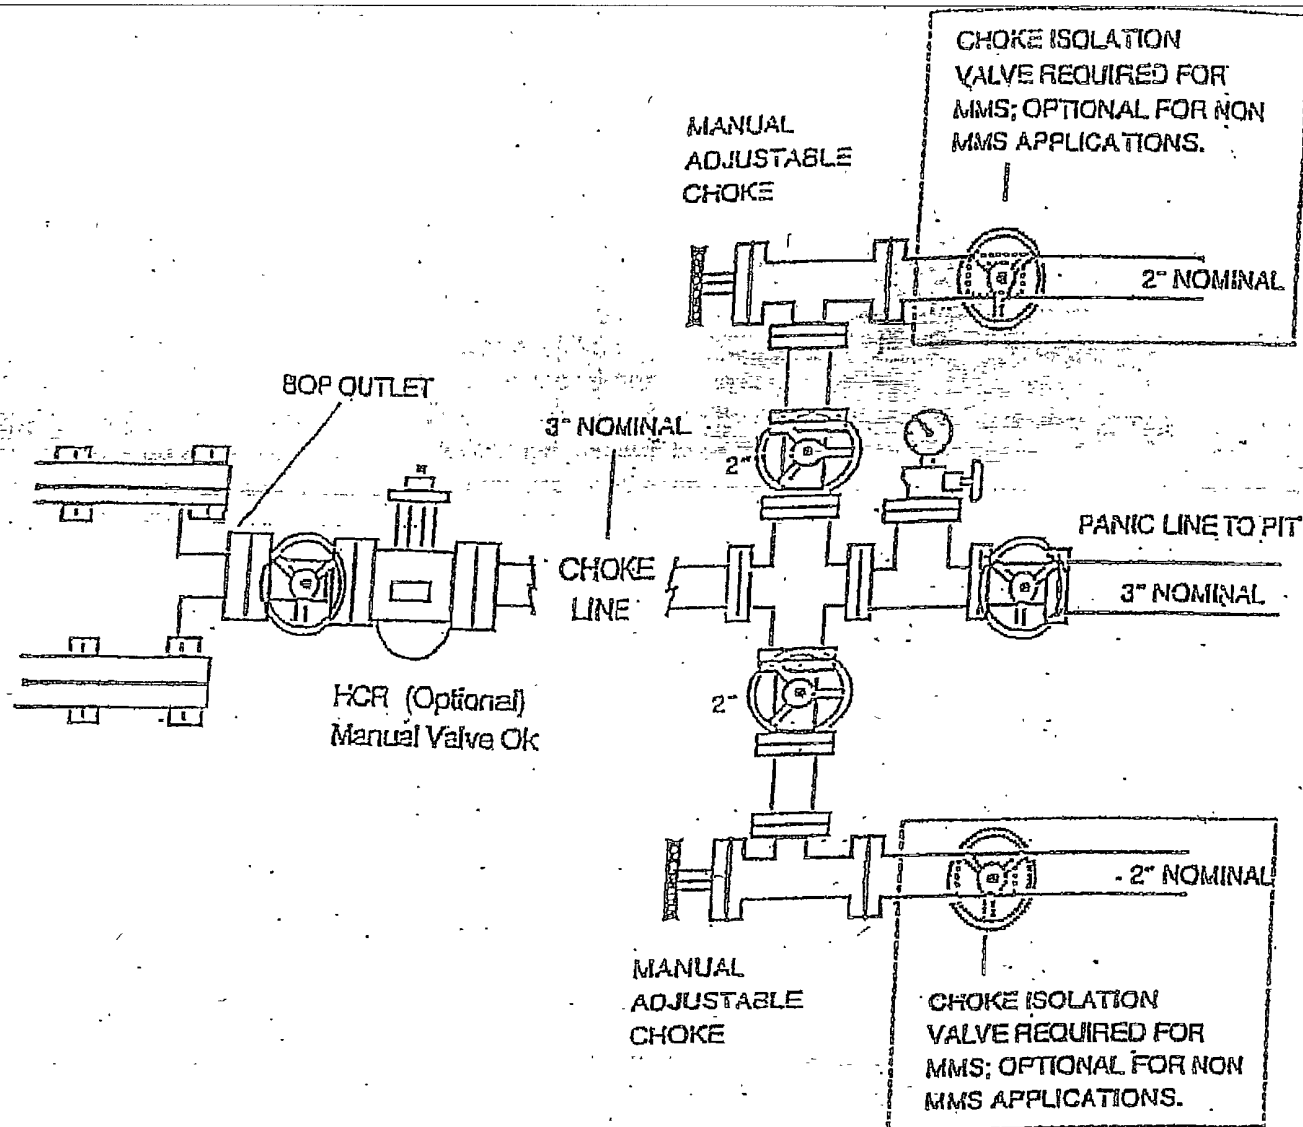 CHOKE ISOLATION
VALVE REQUIRED FOR
MMS; OPTIONAL FOR NON
MMS APPLICATIONS.
MANUAL
ADJUSTABLE
CHOKE
2" NOMINAL
BOP OUTLET
3" NOMINAL
2"
PANIC LINE TO PIT
CHOKE
LINE
3" NOMINAL
HCR (Optional)
Manual Valve Ok
2"
2" NOMINAL
MANUAL
ADJUSTABLE
CHOKE
CHOKE ISOLATION
VALVE REQUIRED FOR
MMS; OPTIONAL FOR NON
MMS APPLICATIONS.